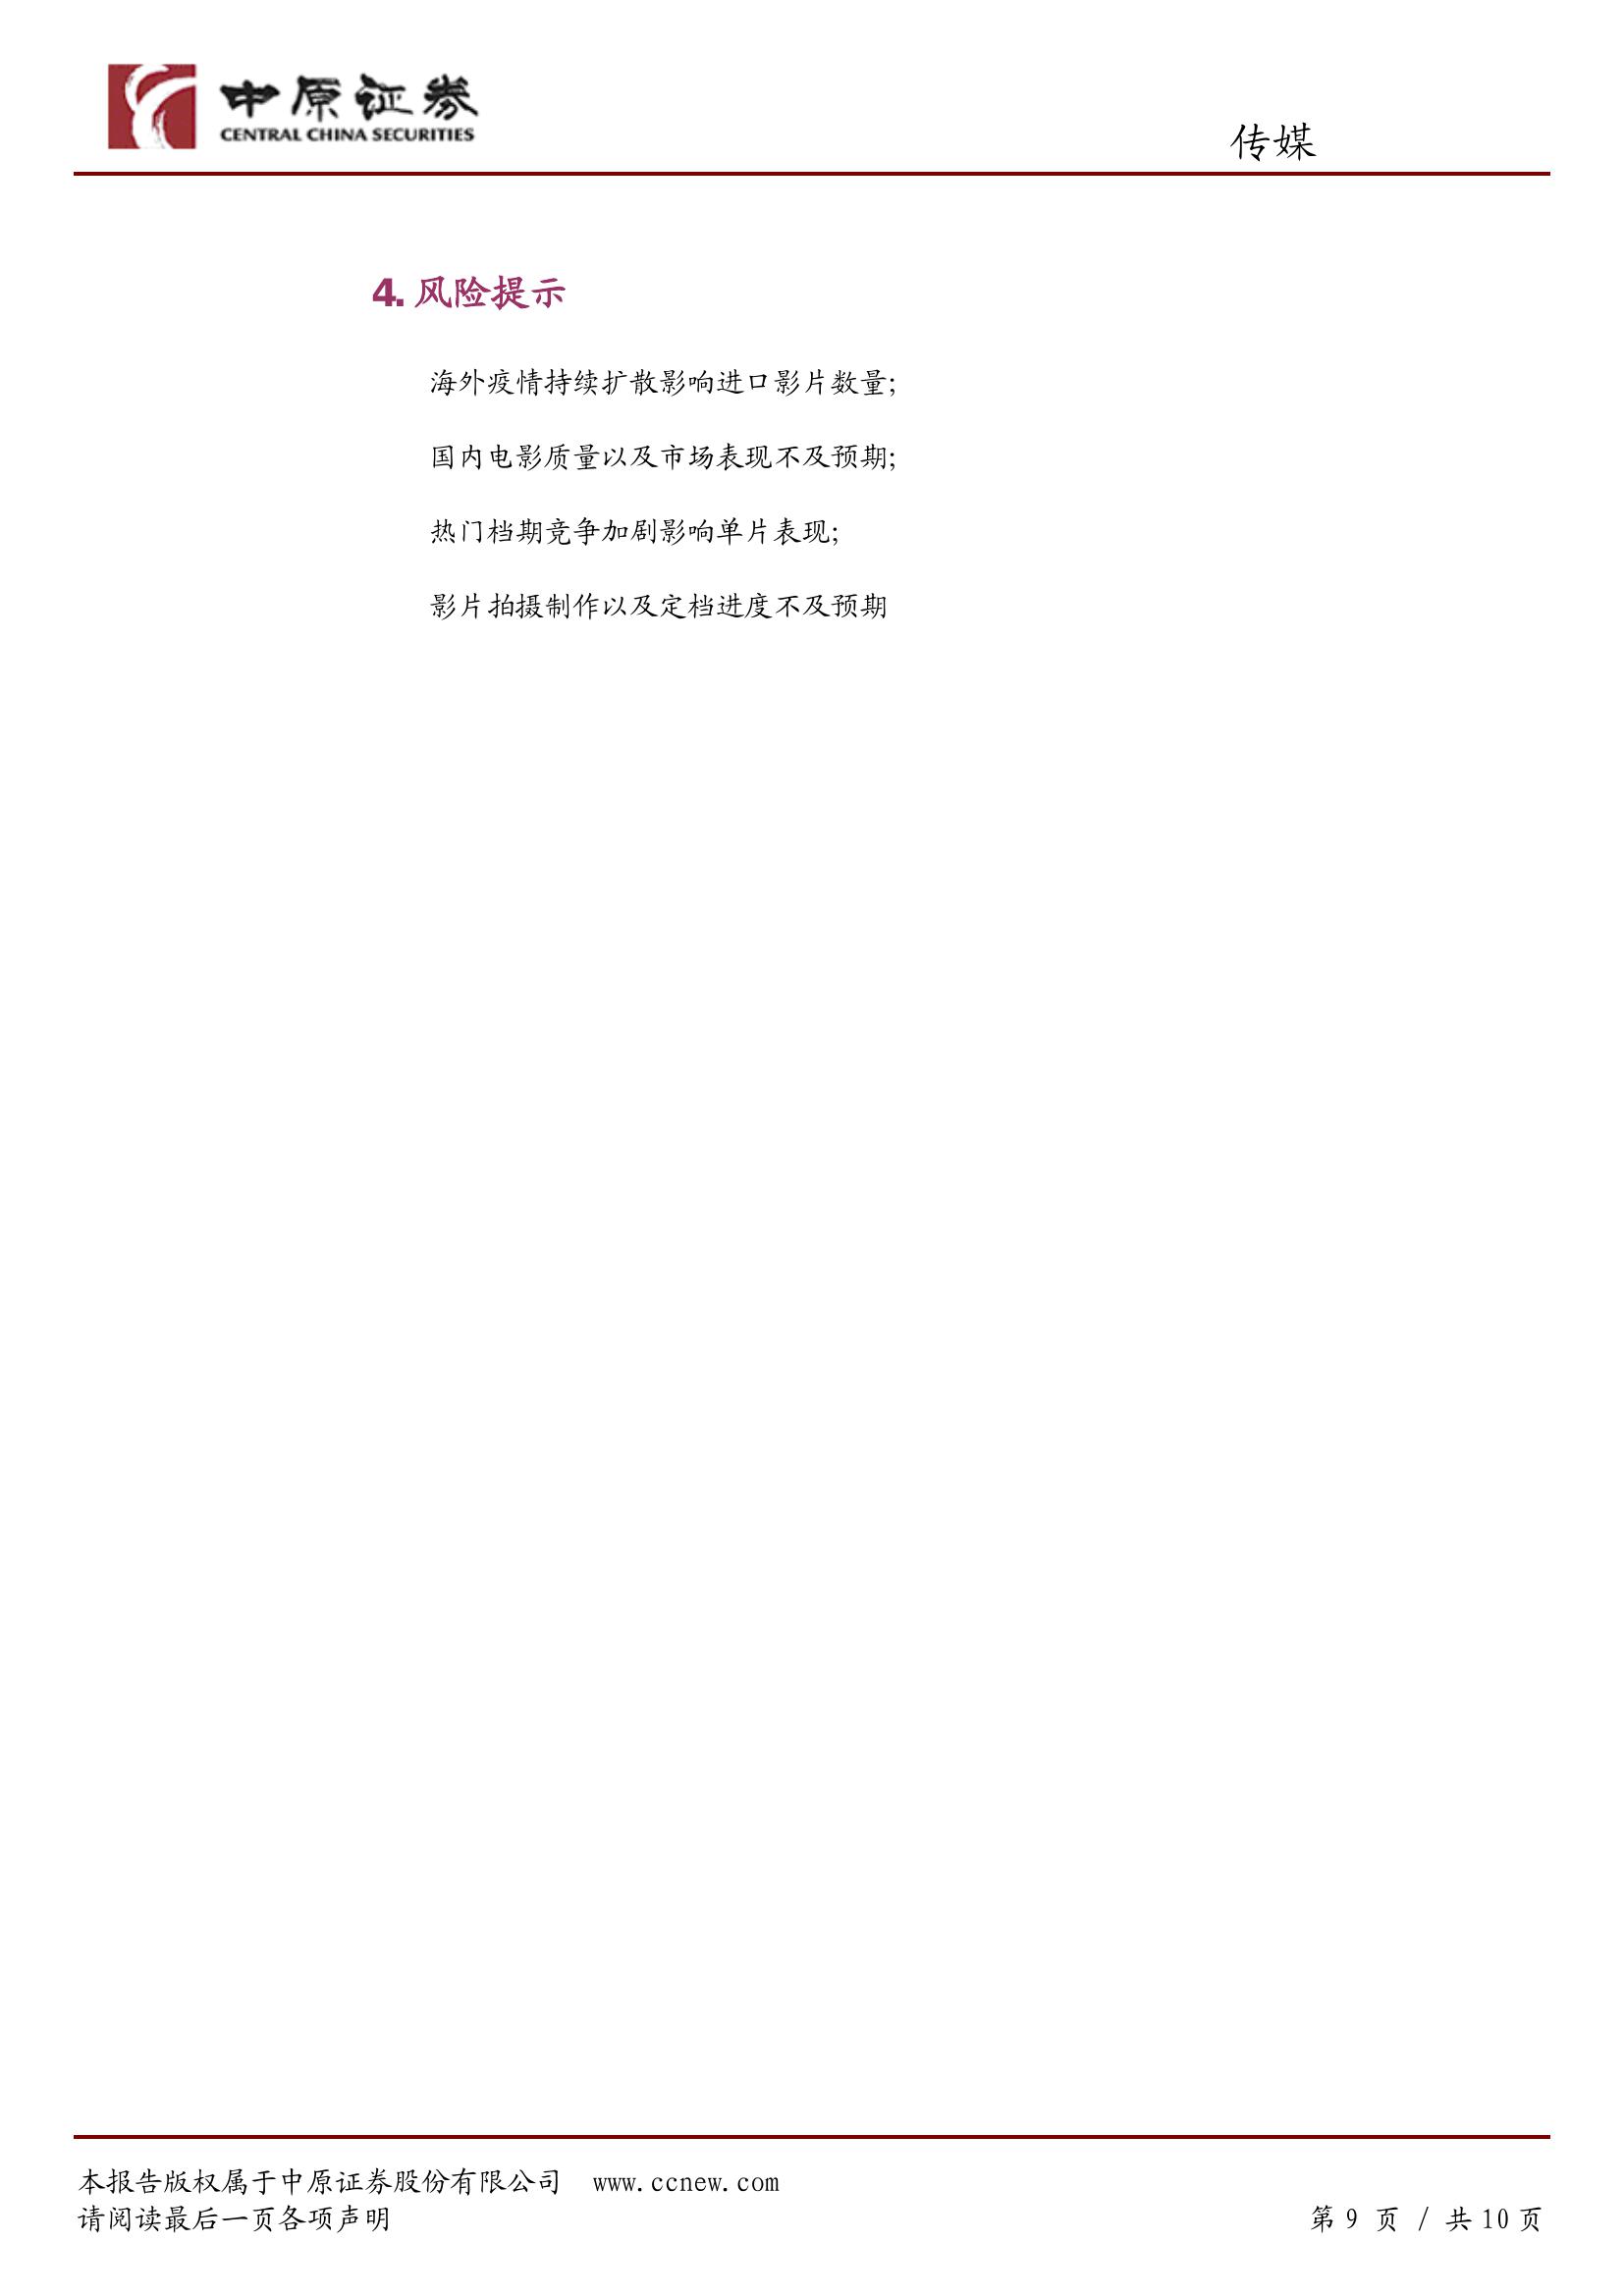 中原证券
CENTRAL CHINA SECURITIES
传媒
4. 风险提示
海外疫情持续扩散影响进口影片数量;
国内电影质量以及市场表现不及预期;
热门档期竞争加剧影响单片表现;
影片拍摄制作以及定档进度不及预期
本报告版权属于中原证券股份有限公司 www.ccnew.com
请阅读最后一页各项声明 第 9 页 / 共 10 页